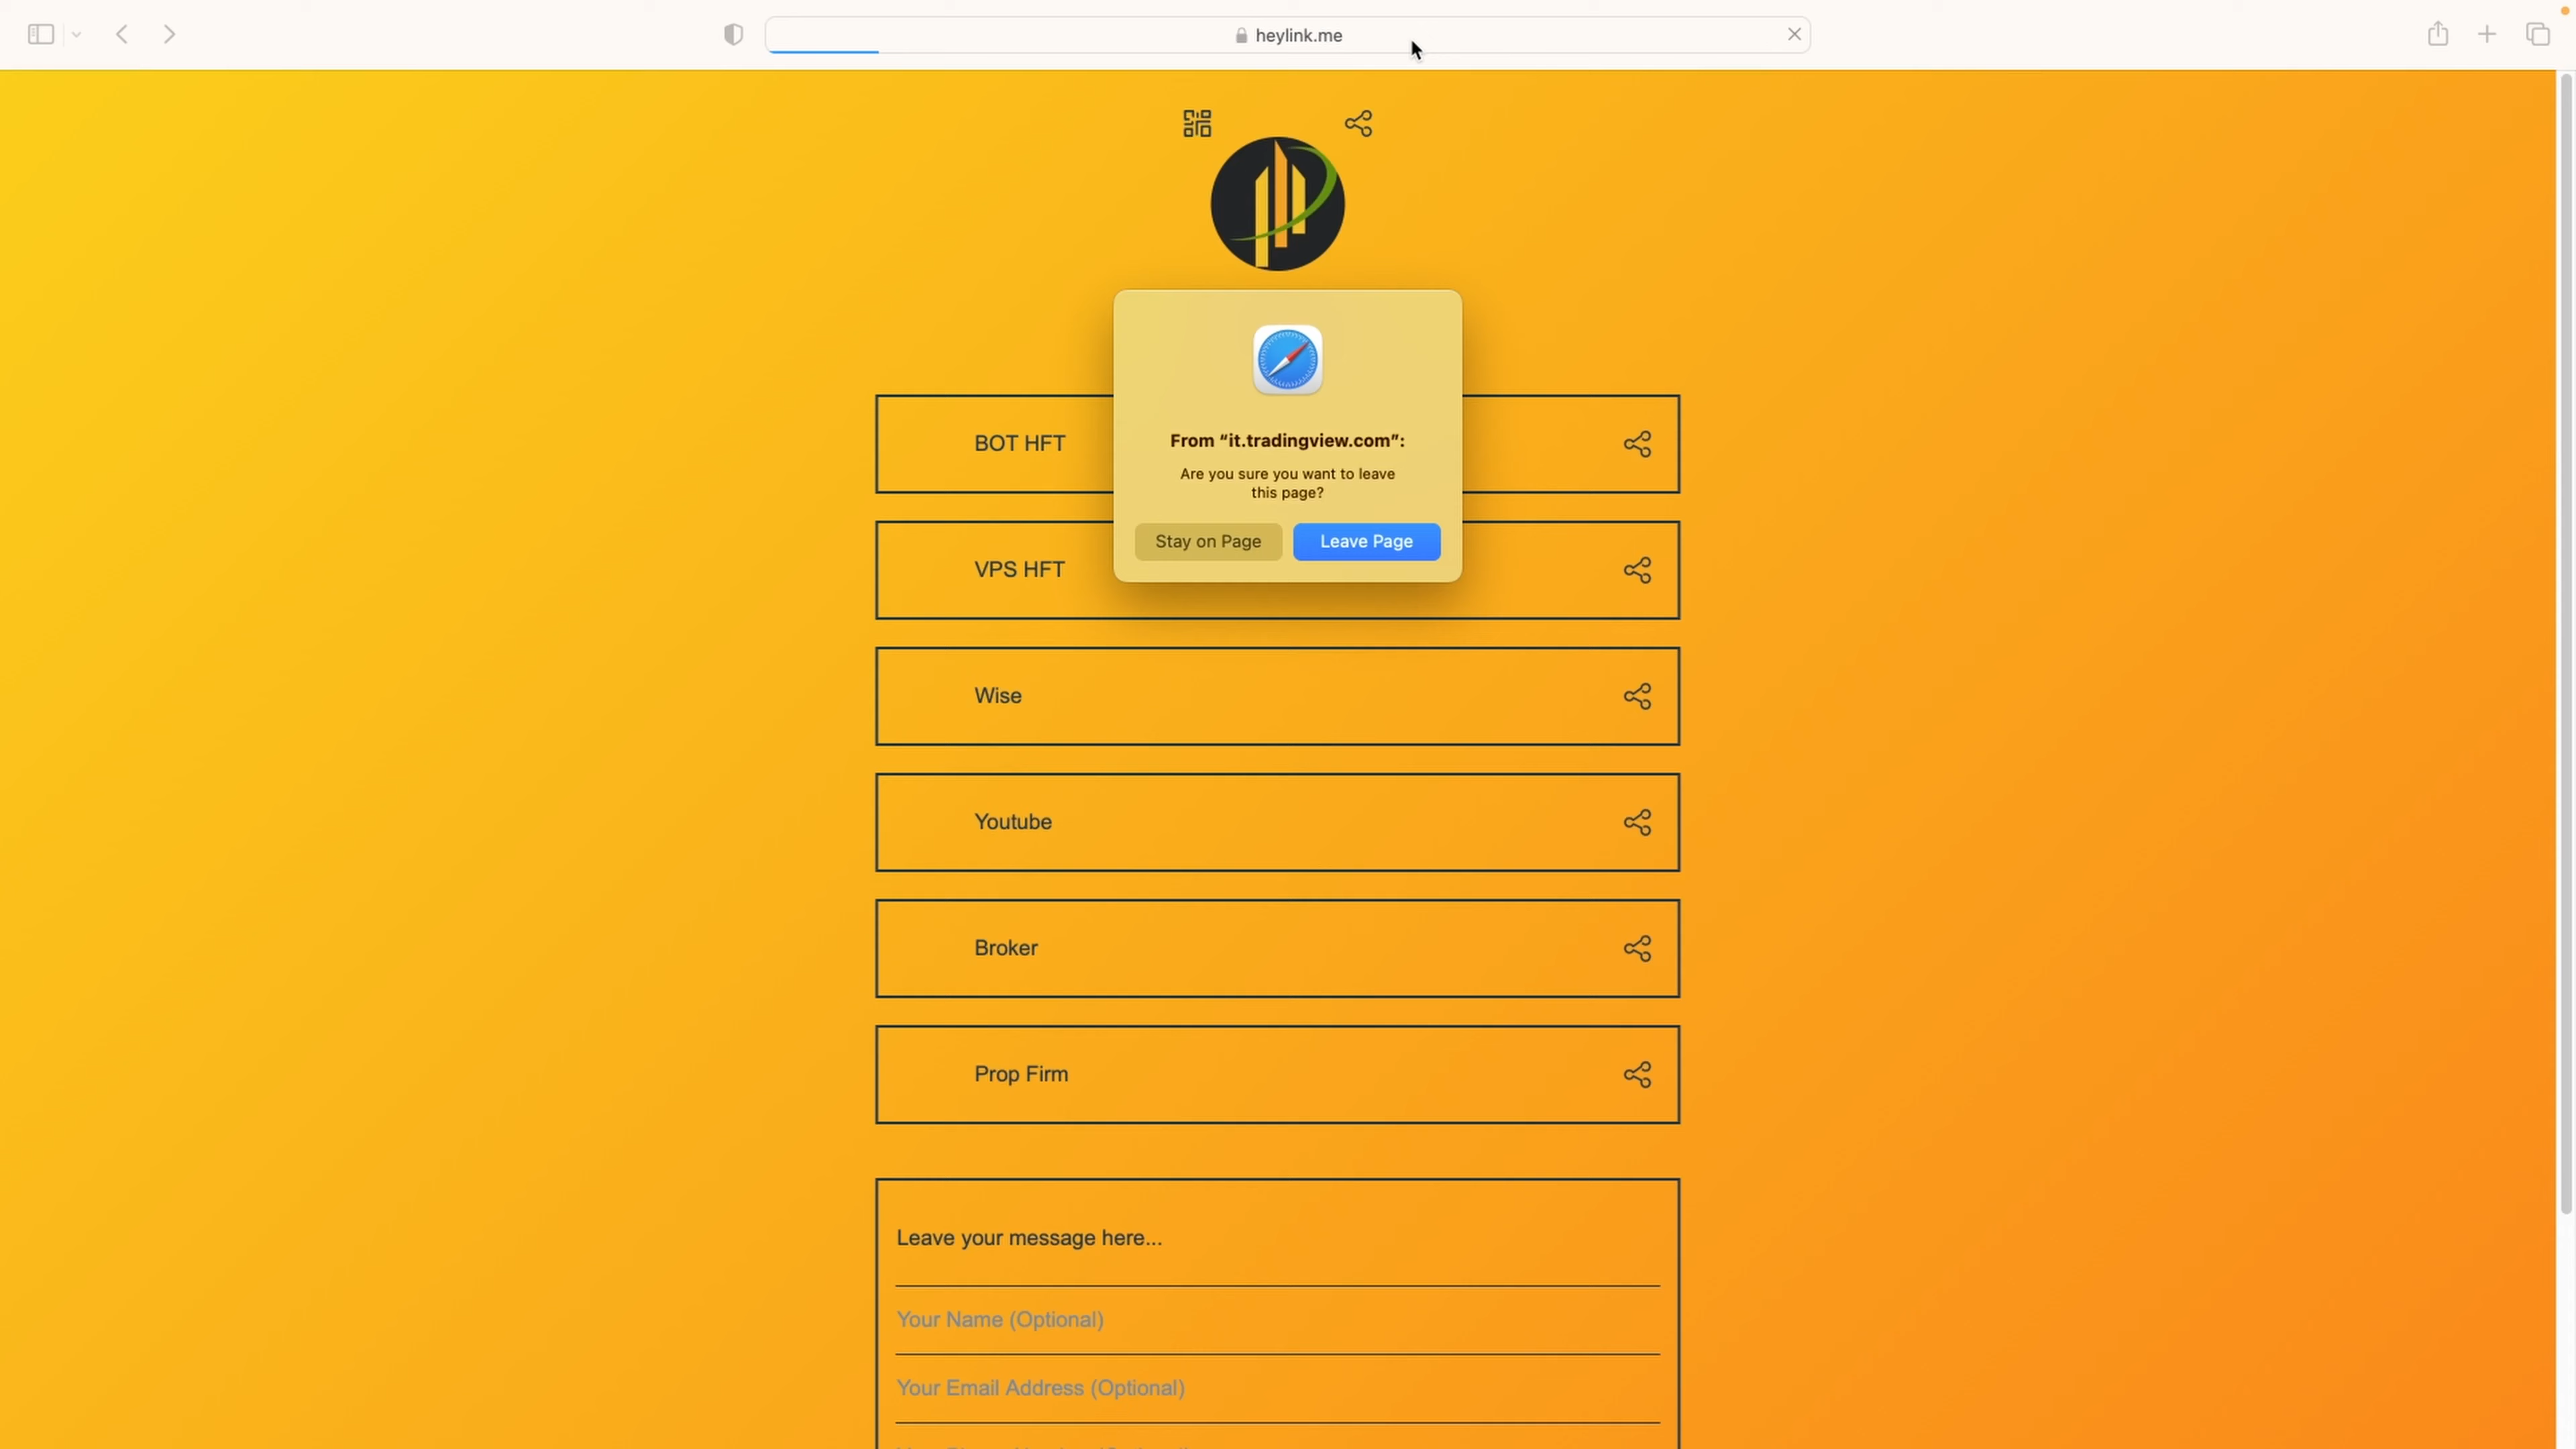 heylink.me
From “it.tradingview.com”:
Are you sure you want to leave
this page?
Stay on Page
Leave Page
BOT HFT
VPS HFT
Wise
Youtube
Broker
Prop Firm
Leave your message here...
Your Name (Optional)
Your Email Address (Optional)